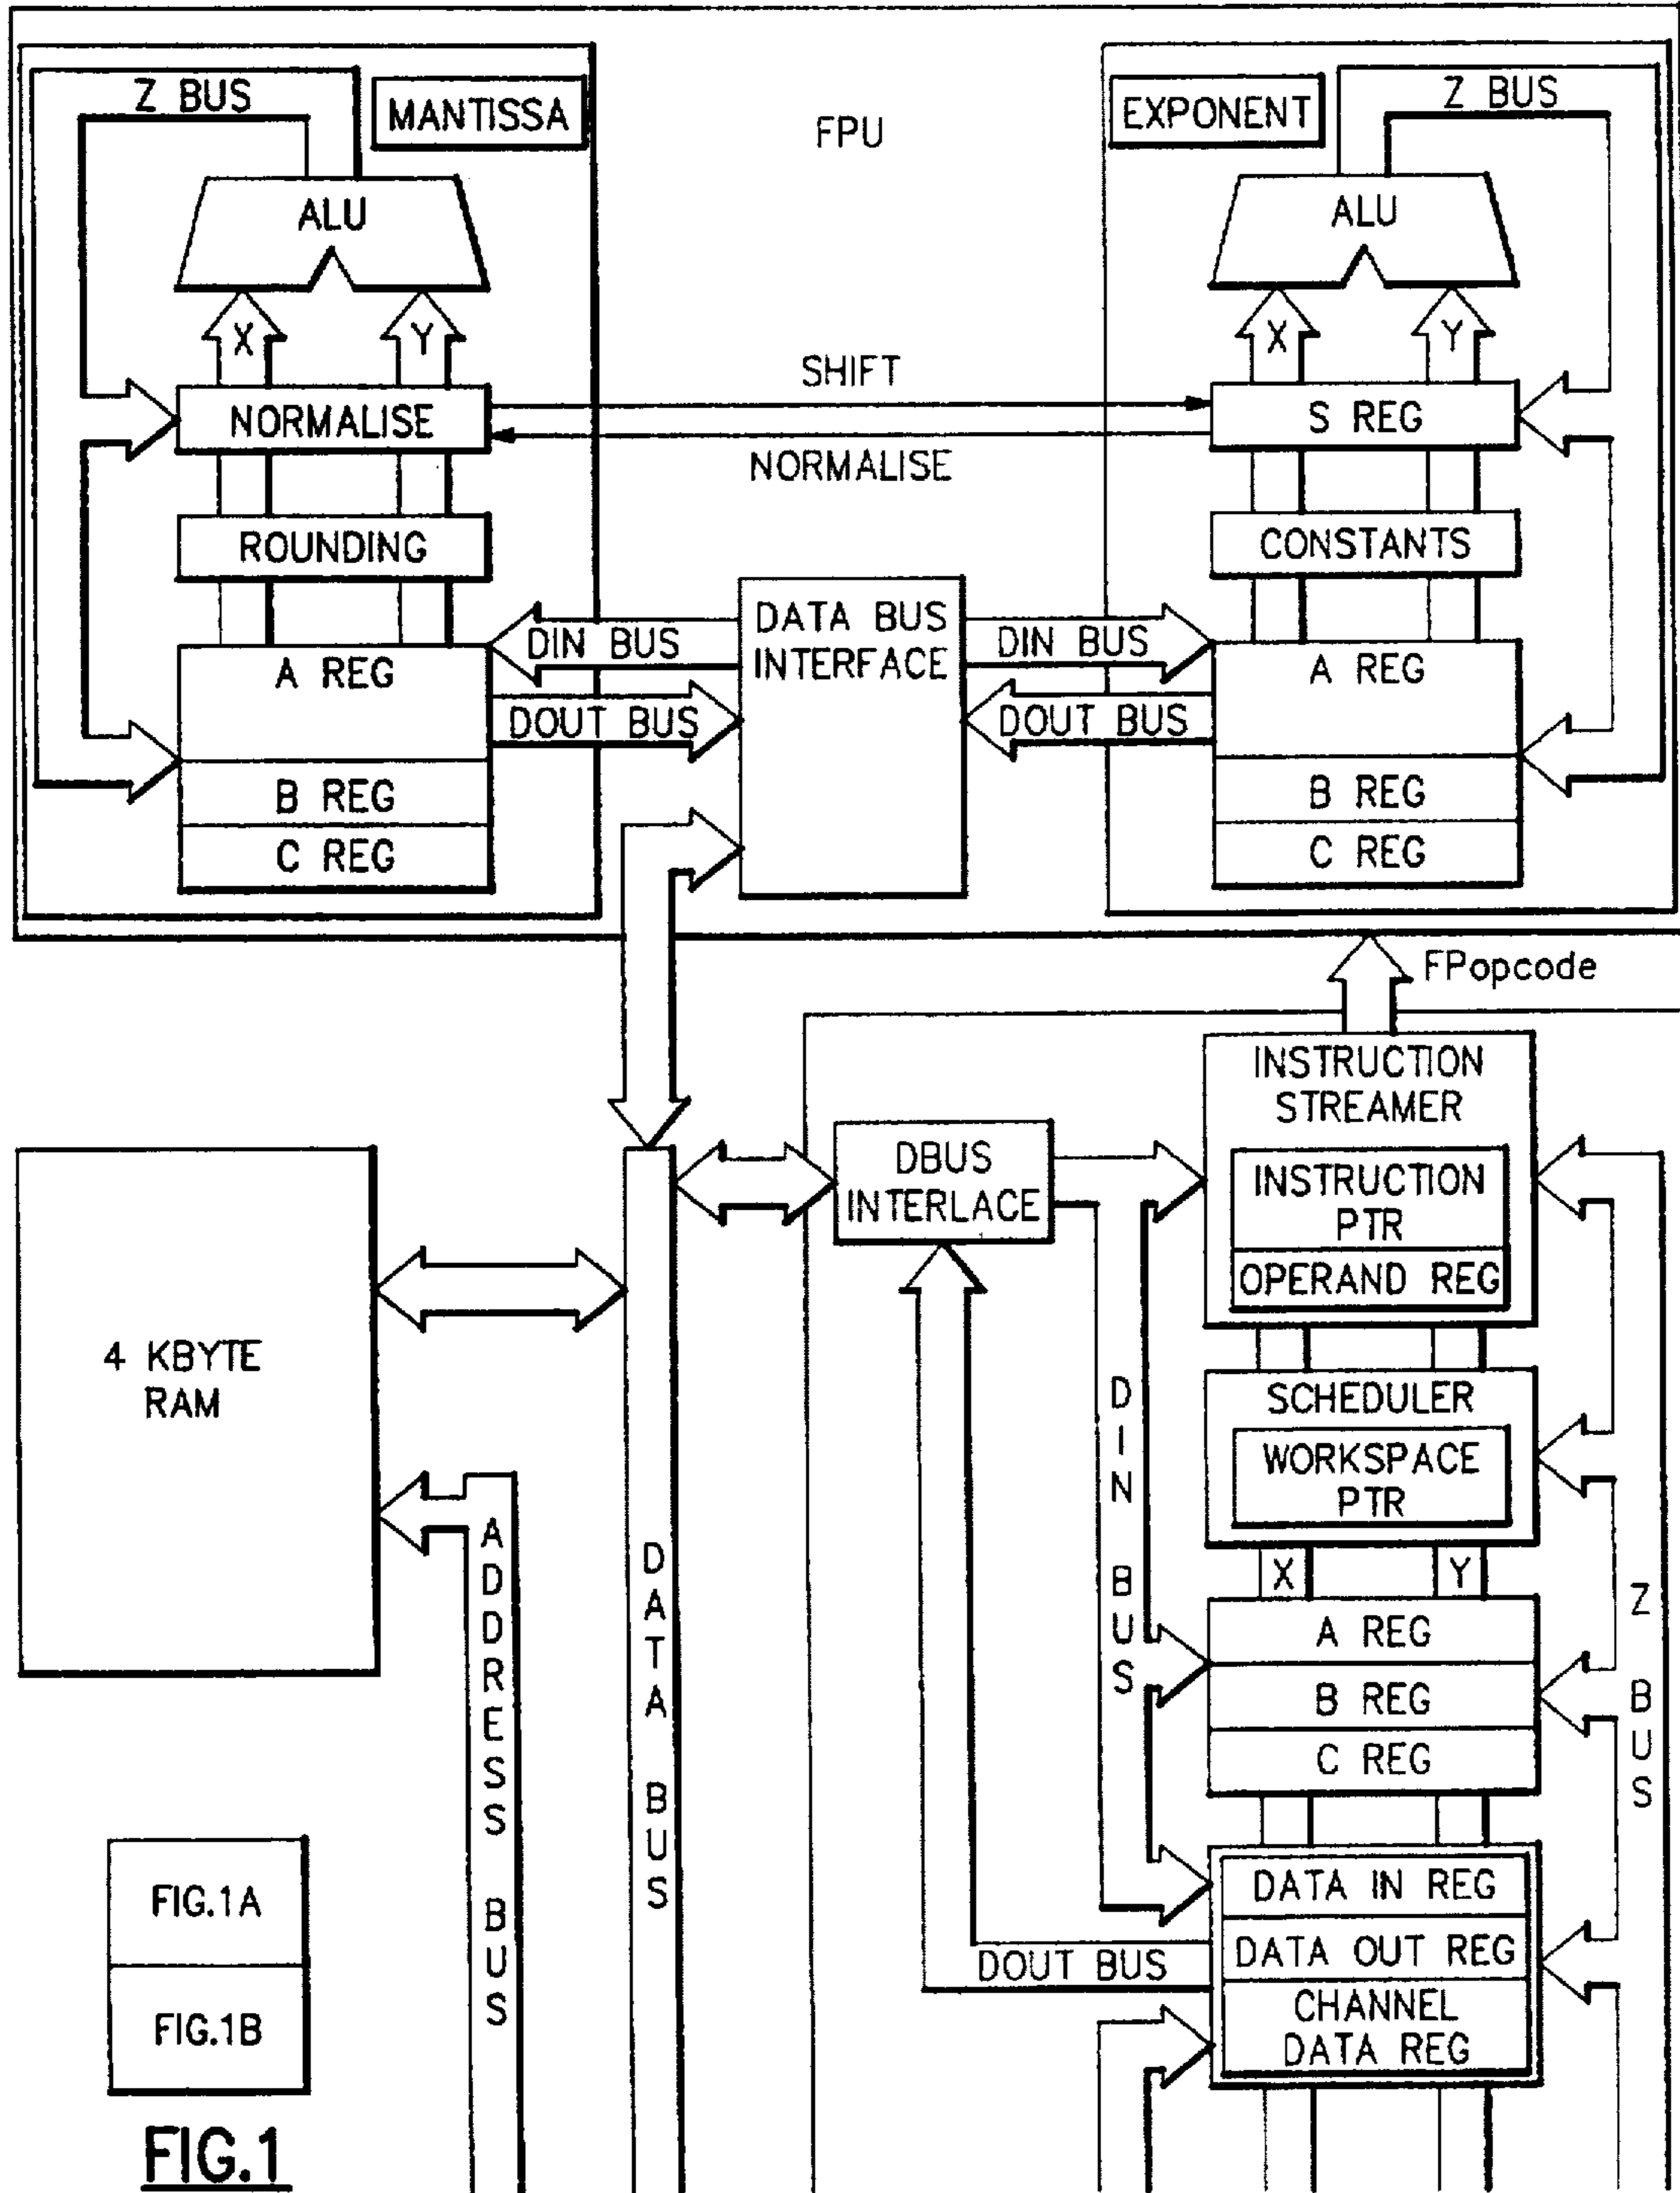 Z BUS
MANTISSA
FPU
EXPONENT
Z BUS
ALU
ALU
X
Y
X
Y
SHIFT
NORMALISE
S REG
NORMALISE
ROUNDING
CONSTANTS
DATA BUS
INTERFACE
DIN BUS
DIN BUS
A REG
A REG
DOUT BUS
DOUT BUS
B REG
B REG
C REG
C REG
FPopcode
INSTRUCTION
STREAMER
DBUS
INTERLACE
INSTRUCTION
PTR
OPERAND REG
4 KBYTE
RAM
SCHEDULER
WORKSPACE
PTR
ADDRESS BUS
DATA BUS
DIN BUS
X
Y
Z BUS
A REG
B REG
C REG
DATA IN REG
DATA OUT REG
DOUT BUS
CHANNEL
DATA REG
FIG.1A
FIG.1B
FIG.1